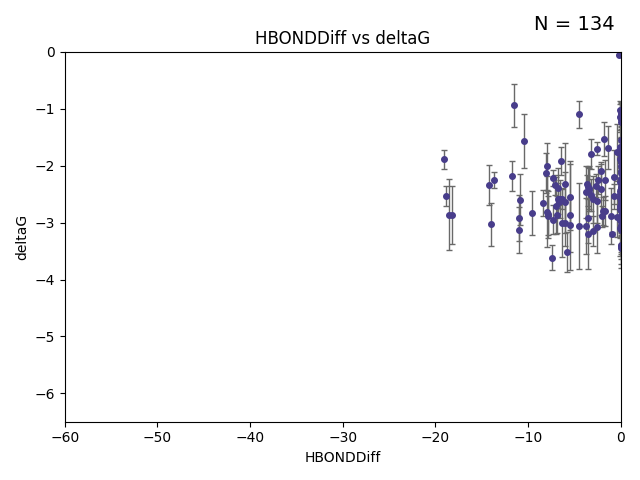 N = 134
HBONDDiff vs deltaG
deltaG
0
−1
−2
−3
−4
−5
−6
−60 −50 −40 −30 −20 −10 0
HBONDDiff